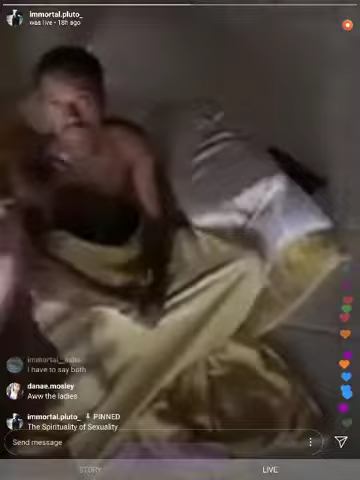 immortal.pluto_
was live • 18h ago
I have to say both
danae.mosley
Aww the ladies
immortal.pluto_ PINNED
The Spirituality of Sexuality
Send message
STORY LIVE